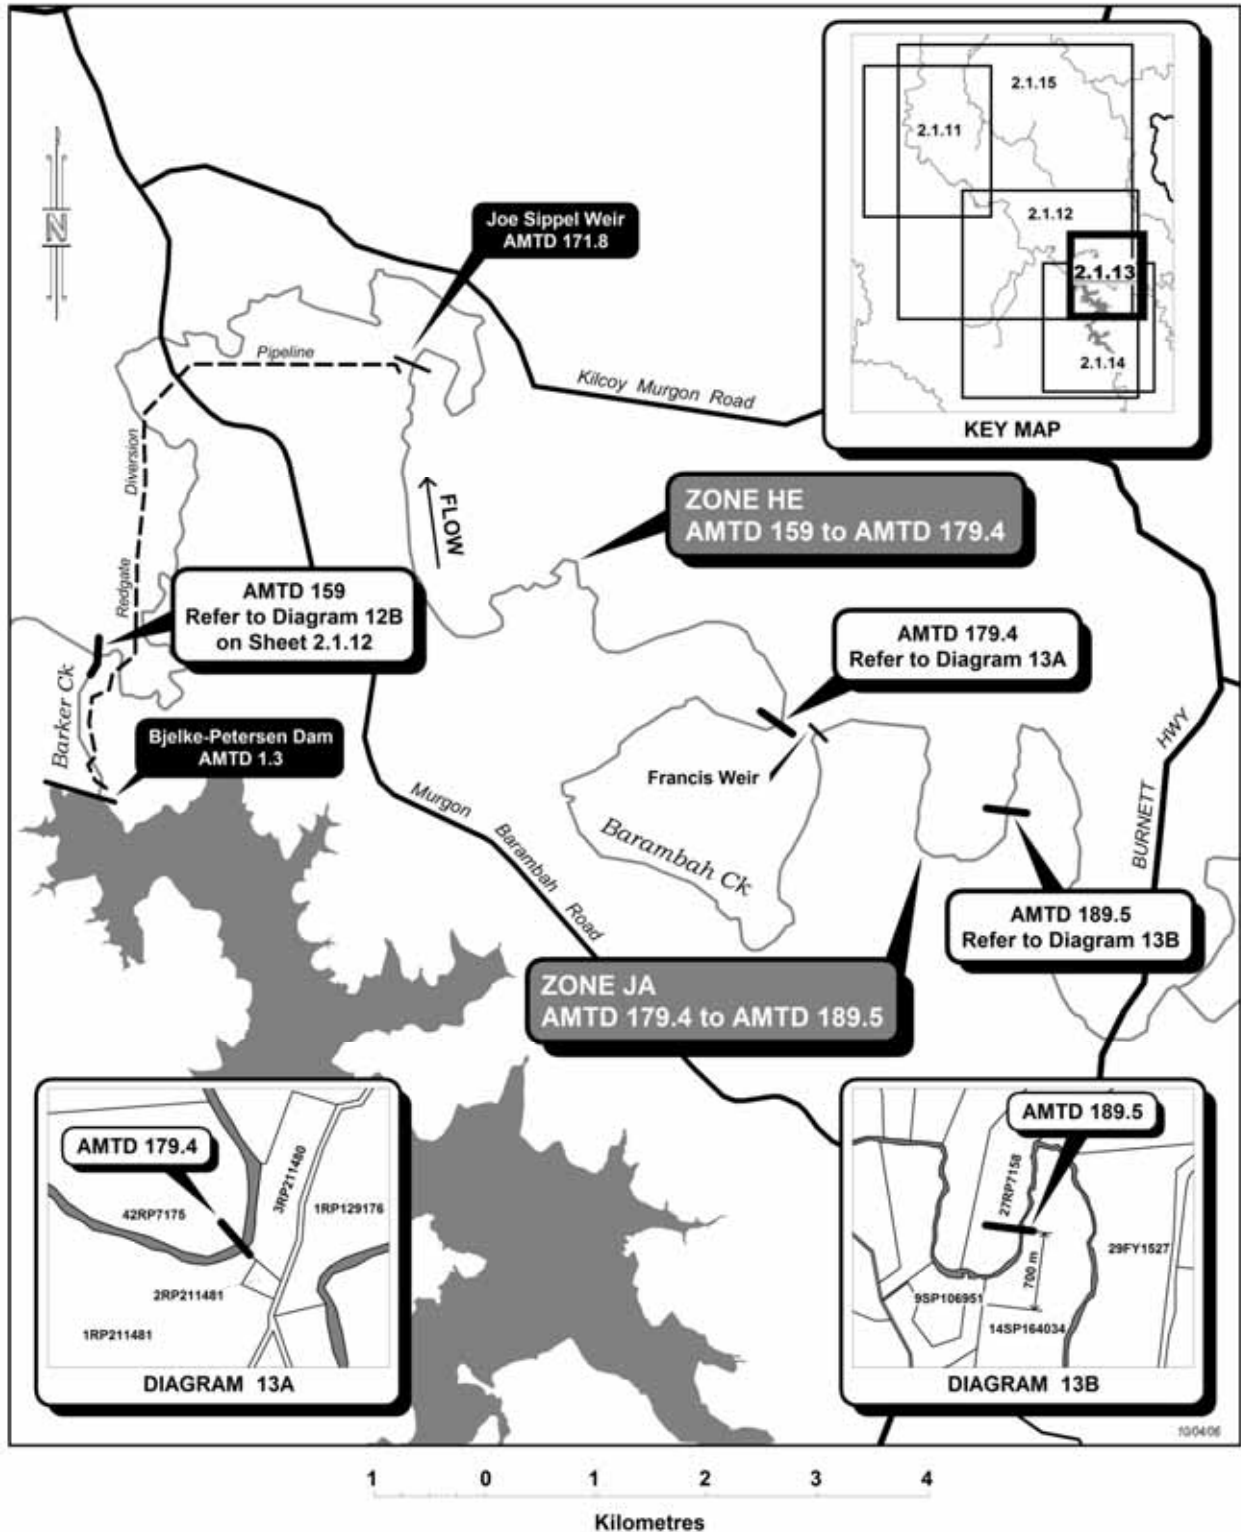 2.1.15
2.1.11
2.1.12
2.1.13
2.1.14
KEY MAP
N
Joe Sippel Weir
AMTD 171.8
Pipeline
Kilcoy Murgon Road
Diversion
FLOW
ZONE HE
AMTD 159 to AMTD 179.4
Redgate
AMTD 159
Refer to Diagram 12B
on Sheet 2.1.12
AMTD 179.4
Refer to Diagram 13A
Barker Ck
Bjelke-Petersen Dam
AMTD 1.3
Francis Weir
BURNETT HWY
Murgon Barambah Road
Barambah Ck
AMTD 189.5
Refer to Diagram 13B
ZONE JA
AMTD 179.4 to AMTD 189.5
AMTD 179.4
3RP211480
42RP7175
1RP129176
2RP211481
1RP211481
DIAGRAM 13A
AMTD 189.5
27RP7158
29FY1527
700 m
9SP106951
14SP164034
DIAGRAM 13B
10/04/06
1 0 1 2 3 4
Kilometres